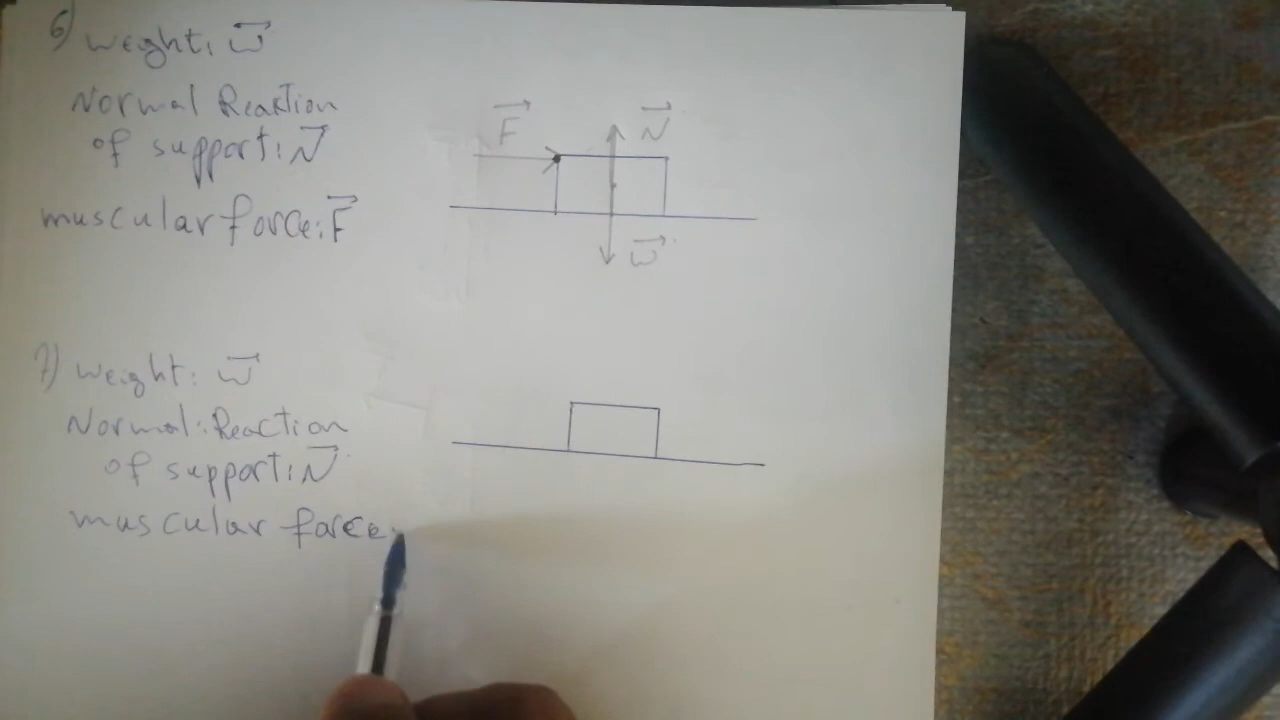 6) weight: w
Normal Reaction
of support: N
muscular force: F
F
N
w
7) weight: w
Normal: Reaction
of support: N
muscular force: